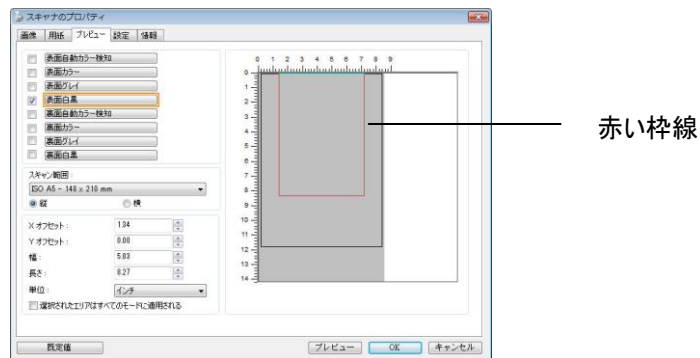 スキャナのプロパティ
画像 用紙 プレビュー 設定 情報
表面自動カラー検知
表面カラー
表面グレイ
表面白黒
裏面自動カラー検知
裏面カラー
裏面グレイ
裏面白黒
スキャン範囲:
ISO A5 - 148 x 210 mm
縦 横
Xオフセット: 1.34
Yオフセット: 0.00
幅: 5.83
長さ: 8.27
単位: インチ
選択されたエリアはすべてのモードに適用される
0 1 2 3 4 5 6 7 8 9
0
1
2
3
4
5
6
7
8
9
10
11
12
13
14
赤い枠線
既定値 プレビュー OK キャンセル